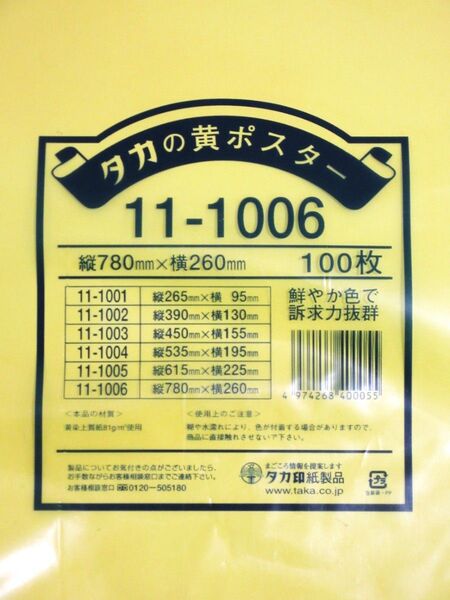 タカの黄ポスター
11-1006
縦780mm×横260mm 100枚
11-1001 縦265mm×横 95mm
11-1002 縦390mm×横130mm
11-1003 縦450mm×横155mm
11-1004 縦535mm×横195mm
11-1005 縦615mm×横225mm
11-1006 縦780mm×横260mm
鮮やか色で
訴求力抜群
4 974268 400055
<本品の材質>
黄染上質紙81g/m²使用
<使用上のご注意>
糊や水濡れにより、色が付着する場合がありますので、
商品に直接触れさせないで下さい。
製品についてお気付きの点がございましたら、
お手数ながらお客様相談窓口までご連絡下さい。
お客様相談窓口 0120-505180
まごころ情報を提案します
タカ印紙製品
www.taka.co.jp
プラ
包装袋-PP